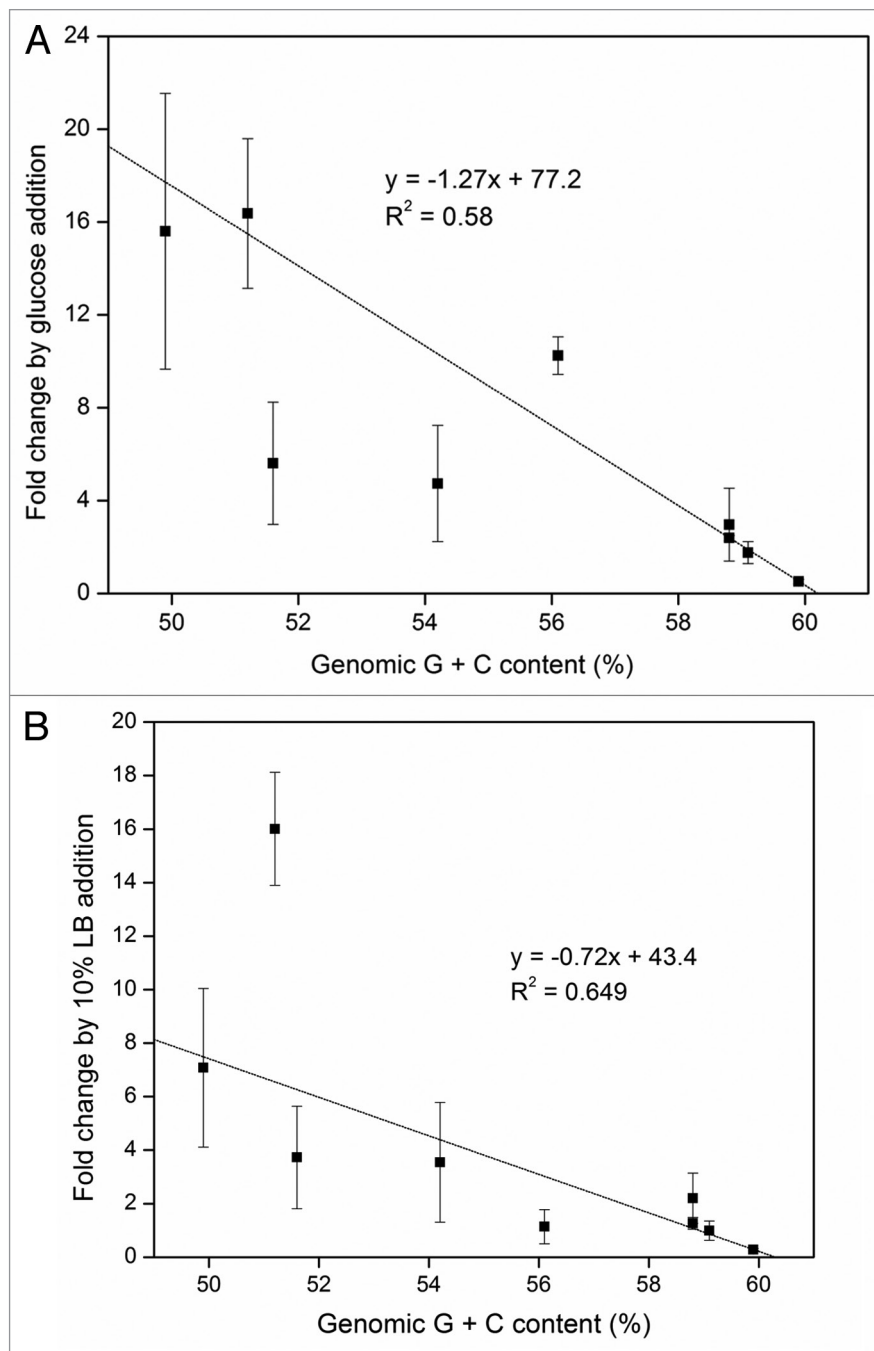 A
24
20
16
12
8
4
0
Fold change by glucose addition
y = -1.27x + 77.2
R² = 0.58
50 52 54 56 58 60
Genomic G + C content (%)
B
20
18
16
14
12
10
8
6
4
2
0
Fold change by 10% LB addition
y = -0.72x + 43.4
R² = 0.649
50 52 54 56 58 60
Genomic G + C content (%)